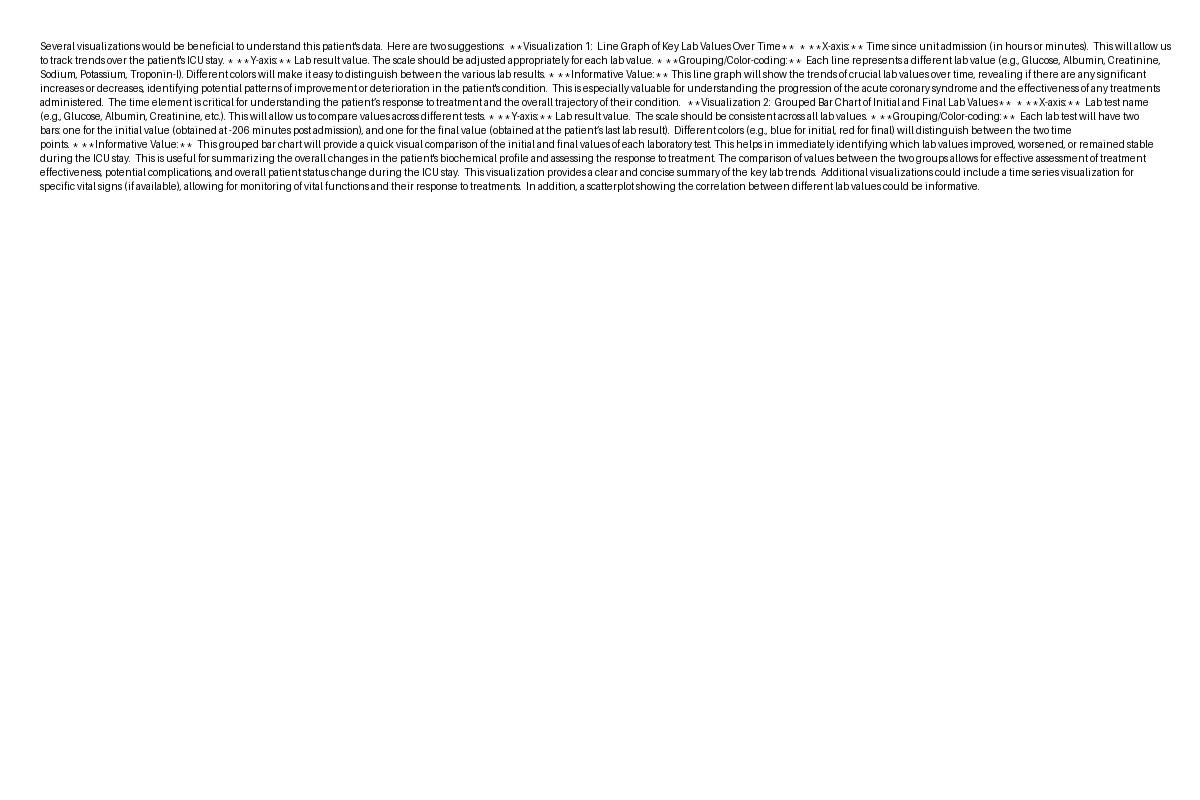 Several visualizations would be beneficial to understand this patient's data.  Here are two suggestions:  **Visualization 1:  Line Graph of Key Lab Values Over Time**  * **X-axis:** Time since unit admission (in hours or minutes).  This will allow us
to track trends over the patient's ICU stay. * **Y-axis:** Lab result value. The scale should be adjusted appropriately for each lab value. * **Grouping/Color-coding:**  Each line represents a different lab value (e.g., Glucose, Albumin, Creatinine,
Sodium, Potassium, Troponin-I). Different colors will make it easy to distinguish between the various lab results. * **Informative Value:** This line graph will show the trends of crucial lab values over time, revealing if there are any significant
increases or decreases, identifying potential patterns of improvement or deterioration in the patient's condition.  This is especially valuable for understanding the progression of the acute coronary syndrome and the effectiveness of any treatments
administered.  The time element is critical for understanding the patient's response to treatment and the overall trajectory of their condition.   **Visualization 2:  Grouped Bar Chart of Initial and Final Lab Values**  * **X-axis:**  Lab test name
(e.g., Glucose, Albumin, Creatinine, etc.). This will allow us to compare values across different tests. * **Y-axis:** Lab result value.  The scale should be consistent across all lab values. * **Grouping/Color-coding:**  Each lab test will have two
bars: one for the initial value (obtained at -206 minutes post admission), and one for the final value (obtained at the patient's last lab result).  Different colors (e.g., blue for initial, red for final) will distinguish between the two time
points. * **Informative Value:**  This grouped bar chart will provide a quick visual comparison of the initial and final values of each laboratory test. This helps in immediately identifying which lab values improved, worsened, or remained stable
during the ICU stay.  This is useful for summarizing the overall changes in the patient's biochemical profile and assessing the response to treatment. The comparison of values between the two groups allows for effective assessment of treatment
effectiveness, potential complications, and overall patient status change during the ICU stay.  This visualization provides a clear and concise summary of the key lab trends.  Additional visualizations could include a time series visualization for
specific vital signs (if available), allowing for monitoring of vital functions and their response to treatments.  In addition, a scatterplot showing the correlation between different lab values could be informative.